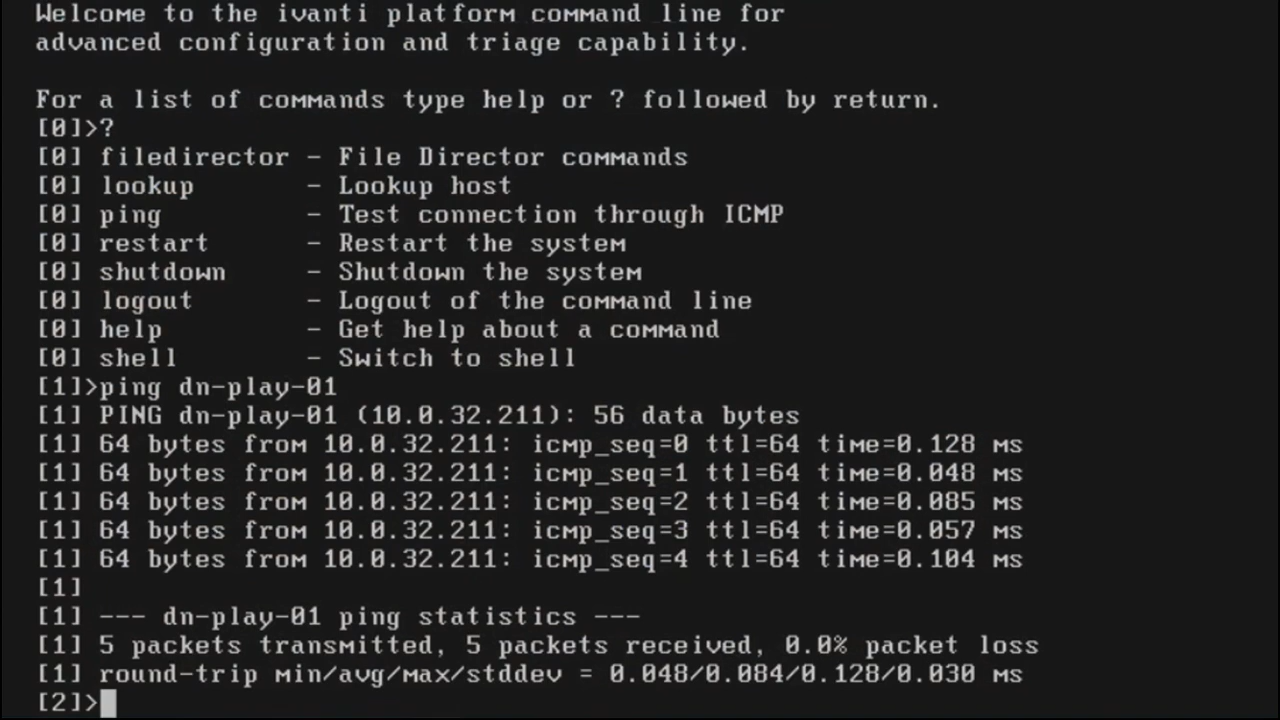 Welcome to the ivanti platform command line for
advanced configuration and triage capability.
For a list of commands type help or ? followed by return.
[0]>?
[0] filedirector - File Director commands
[0] lookup - Lookup host
[0] ping - Test connection through ICMP
[0] restart - Restart the system
[0] shutdown - Shutdown the system
[0] logout - Logout of the command line
[0] help - Get help about a command
[0] shell - Switch to shell
[1]>ping dn-play-01
[1] PING dn-play-01 (10.0.32.211): 56 data bytes
[1] 64 bytes from 10.0.32.211: icmp_seq=0 ttl=64 time=0.128 ms
[1] 64 bytes from 10.0.32.211: icmp_seq=1 ttl=64 time=0.048 ms
[1] 64 bytes from 10.0.32.211: icmp_seq=2 ttl=64 time=0.085 ms
[1] 64 bytes from 10.0.32.211: icmp_seq=3 ttl=64 time=0.057 ms
[1] 64 bytes from 10.0.32.211: icmp_seq=4 ttl=64 time=0.104 ms
[1]
[1] --- dn-play-01 ping statistics ---
[1] 5 packets transmitted, 5 packets received, 0.0% packet loss
[1] round-trip min/avg/max/stddev = 0.048/0.084/0.128/0.030 ms
[2]>